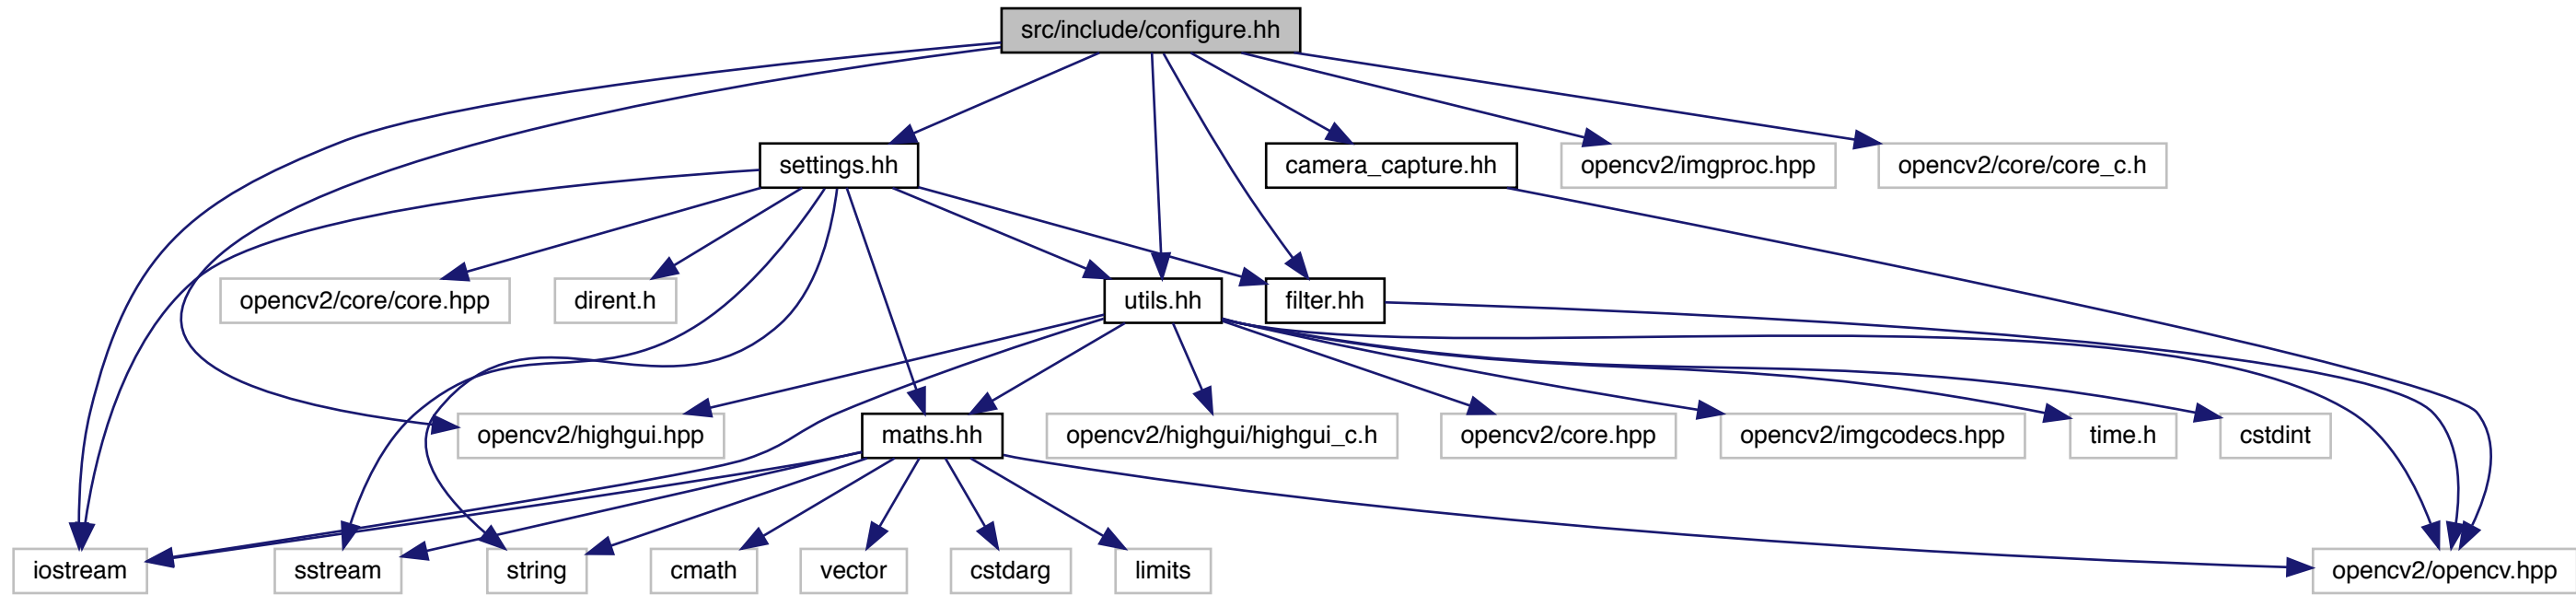 src/include/configure.hh
settings.hh
camera_capture.hh
opencv2/imgproc.hpp
opencv2/core/core_c.h
opencv2/core/core.hpp
dirent.h
utils.hh
filter.hh
opencv2/highgui.hpp
maths.hh
opencv2/highgui/highgui_c.h
opencv2/core.hpp
opencv2/imgcodecs.hpp
time.h
cstdint
iostream
sstream
string
cmath
vector
cstdarg
limits
opencv2/opencv.hpp